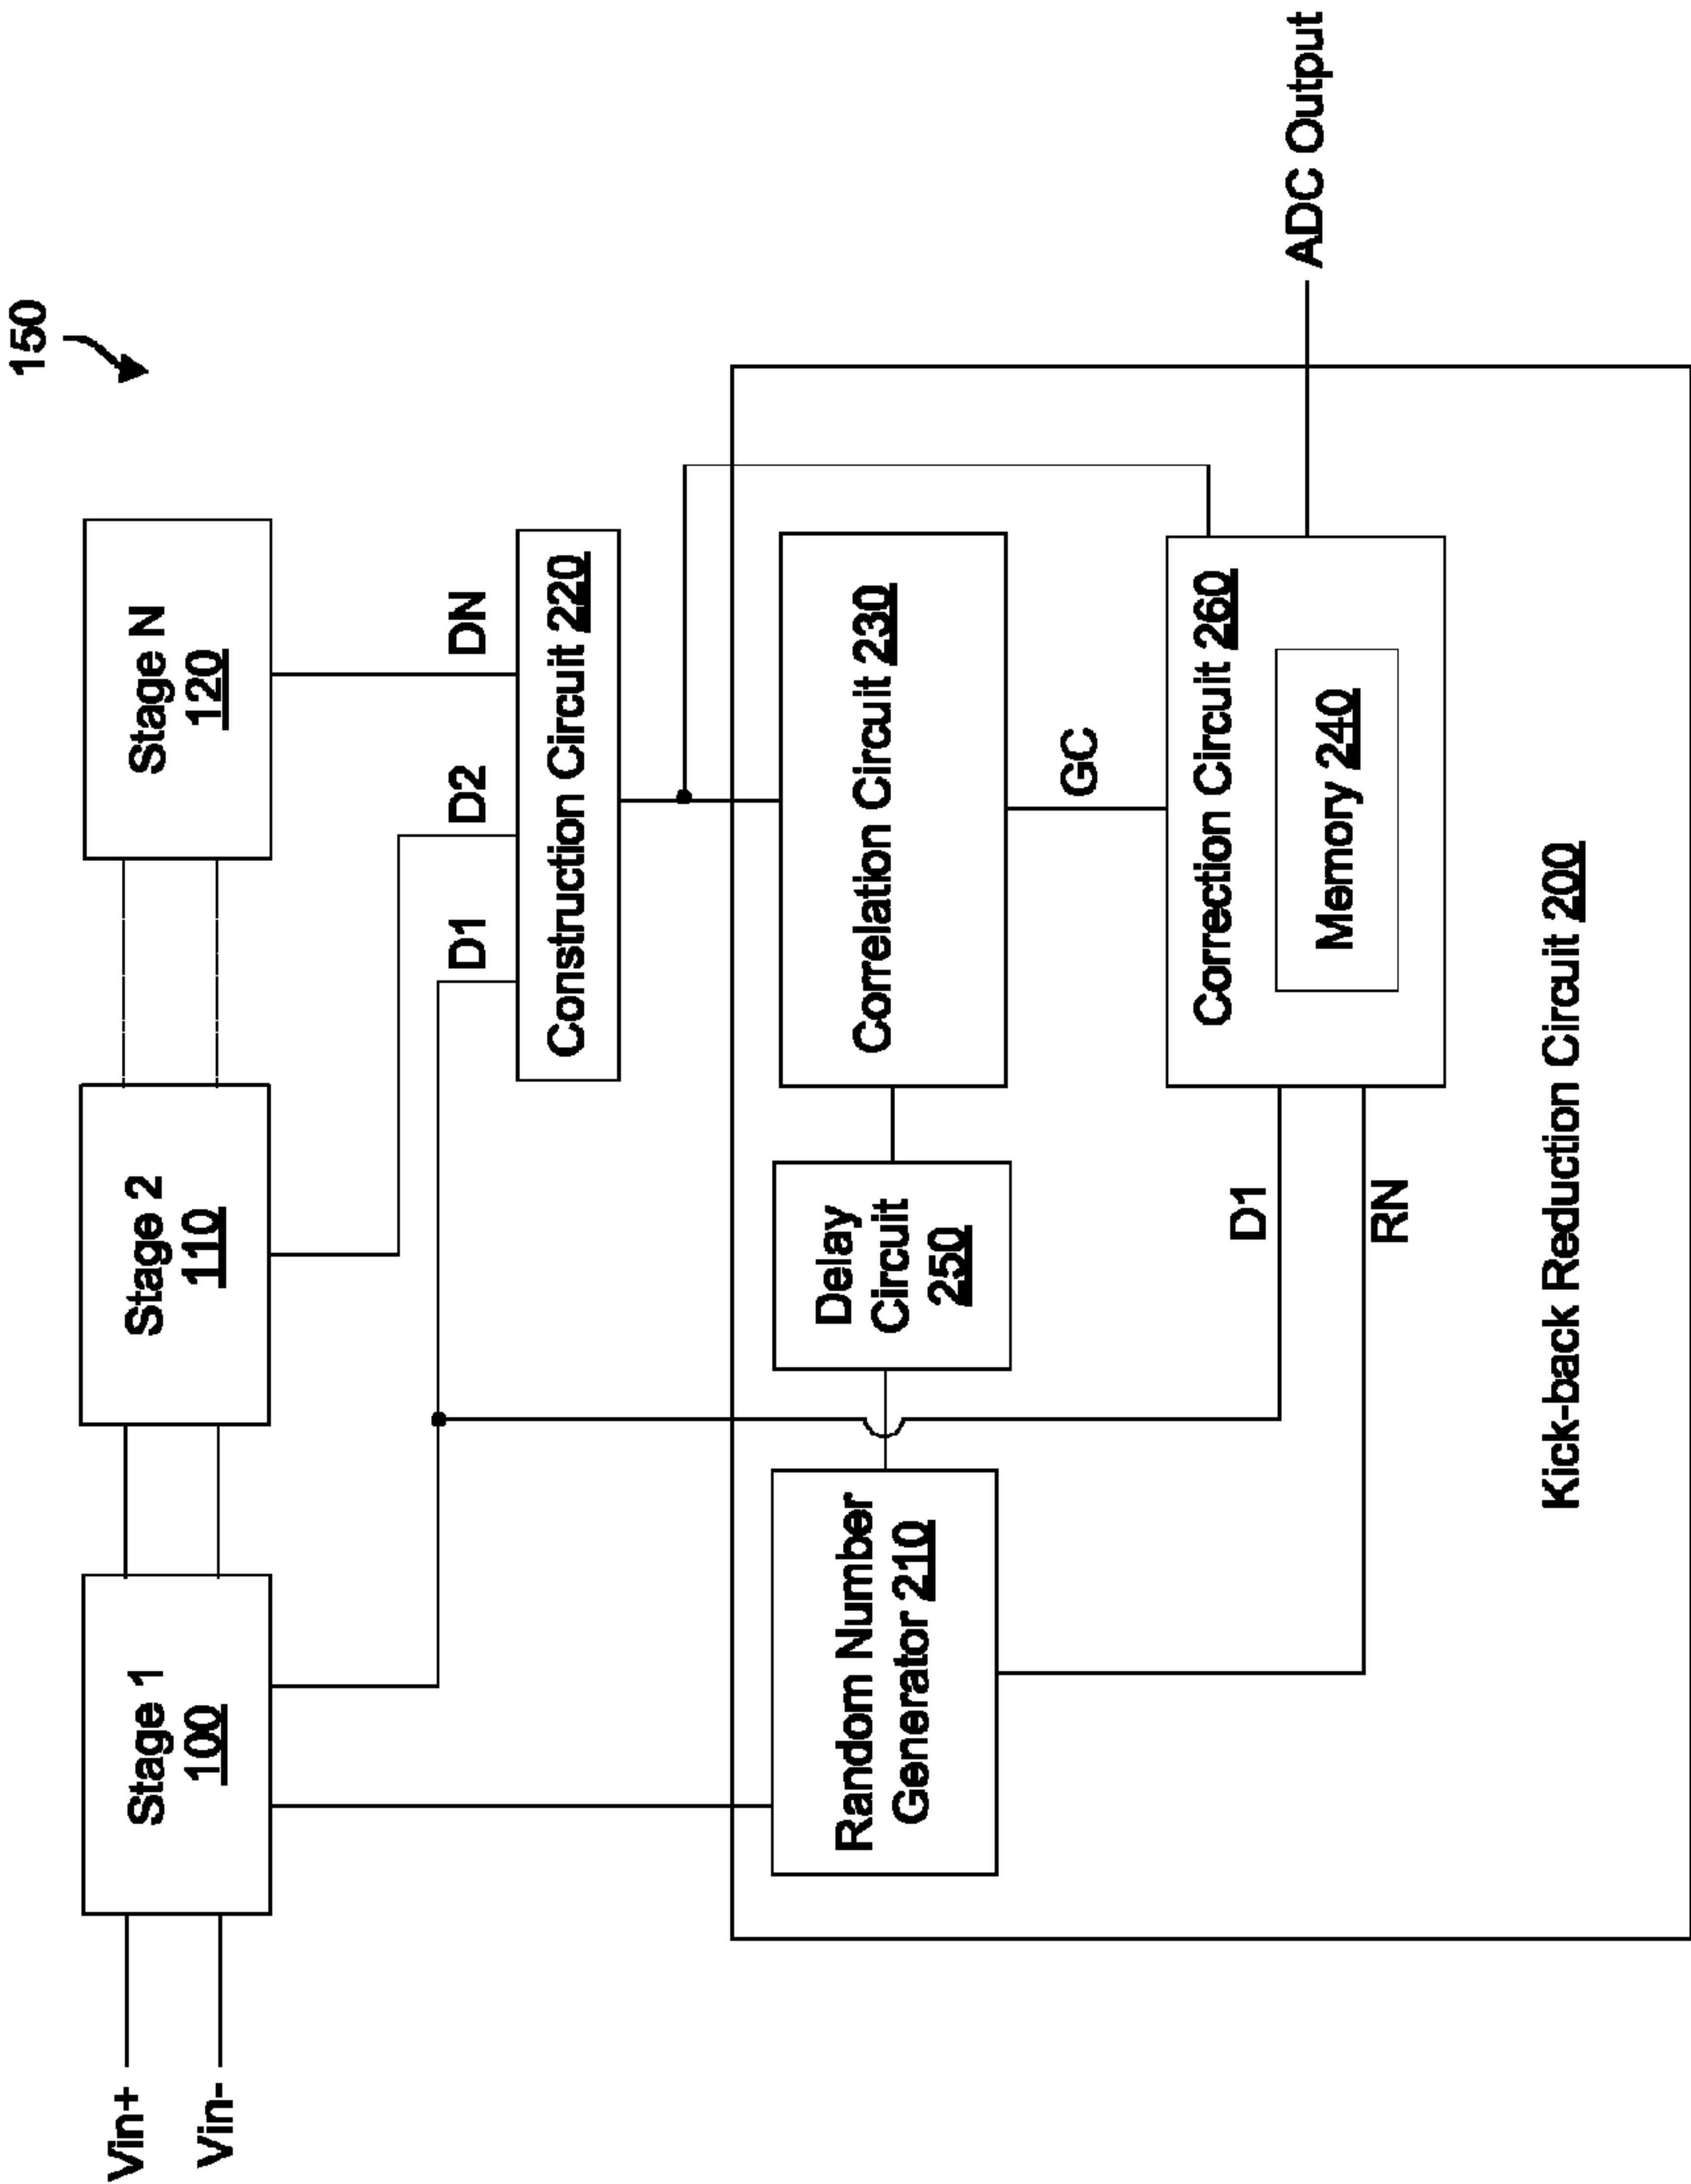 150
Vin+
Vin-
Stage 1
100
Stage 2
110
Stage N
120
D1
D2
DN
Construction Circuit 220
Random Number
Generator 210
Delay
Circuit
250
Correlation Circuit 230
GC
D1
RN
Correction Circuit 260
Memory 240
ADC Output
Kick-back Reduction Circuit 200